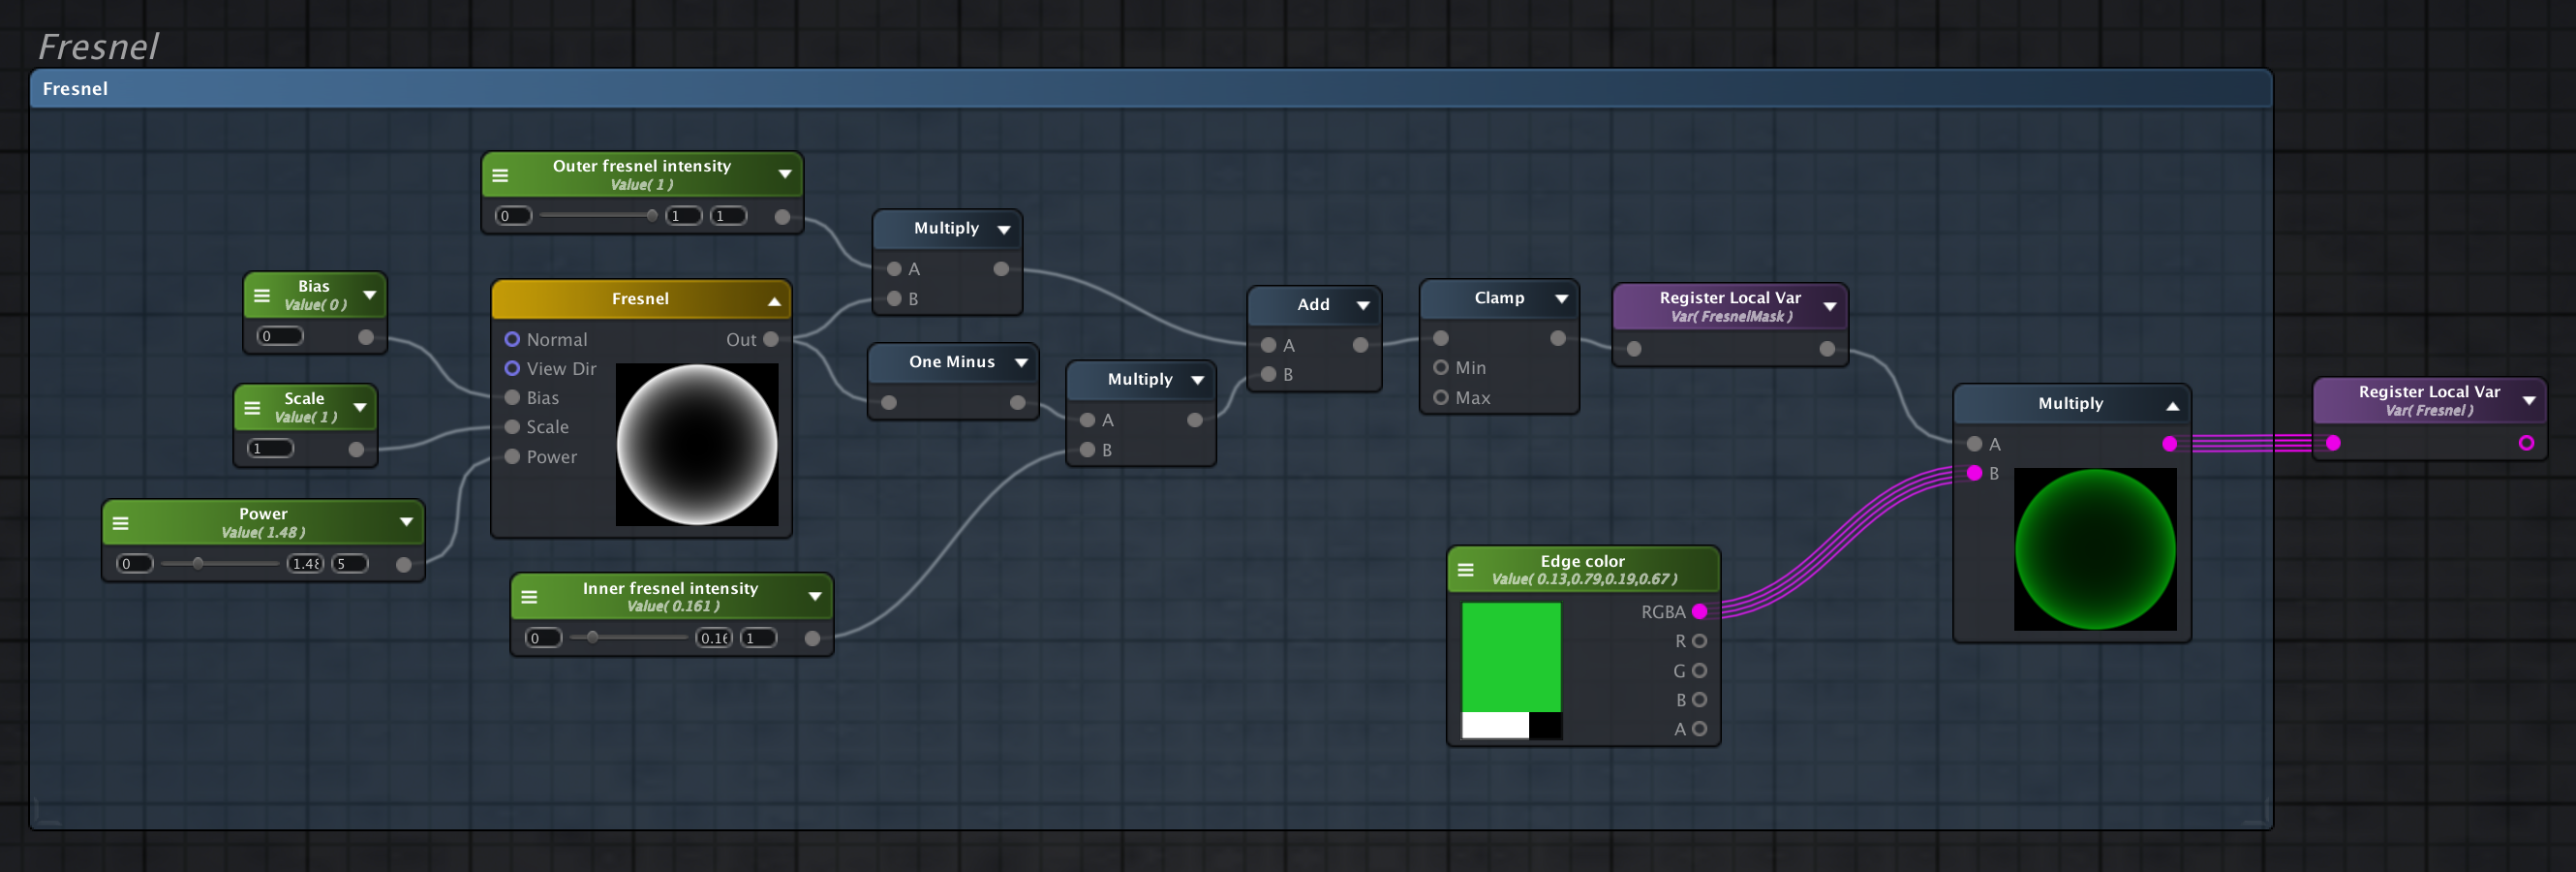 Fresnel
Fresnel
Outer fresnel intensity
Value( 1 )
0 1 1
Multiply
A
B
Bias
Value( 0 )
0
Fresnel
Normal Out
View Dir
Bias
Scale
Power
Scale
Value( 1 )
1
Power
Value( 1.48 )
0 1.48 5
One Minus
Multiply
A
B
Inner fresnel intensity
Value( 0.161 )
0 0.16 1
Add
A
B
Clamp
Min
Max
Register Local Var
Var( FresnelMask )
Edge color
Value( 0.13,0.79,0.19,0.67 )
RGBA
R
G
B
A
Multiply
A
B
Register Local Var
Var( Fresnel )